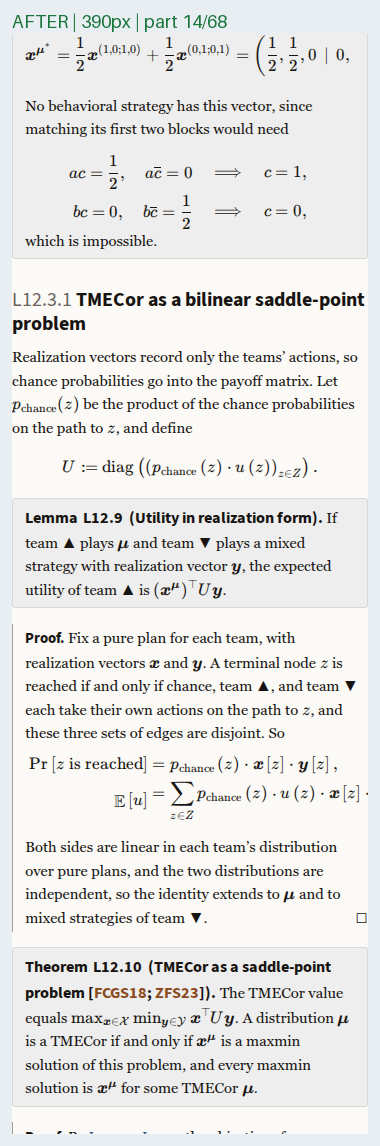 AFTER | 390px | part 14/68
x^{μ*} = 1/2 x^{(1,0;1,0)} + 1/2 x^{(0,1;0,1)} = (1/2, 1/2, 0 | 0,
No behavioral strategy has this vector, since
matching its first two blocks would need
ac = 1/2, ac̄ = 0 ⟹ c = 1,
bc = 0, bc̄ = 1/2 ⟹ c = 0,
which is impossible.
L12.3.1 TMECor as a bilinear saddle-point
problem
Realization vectors record only the teams’ actions, so
chance probabilities go into the payoff matrix. Let
p_chance(z) be the product of the chance probabilities
on the path to z, and define
U := diag ((p_chance (z) · u (z))_{z∈Z}) .
Lemma L12.9 (Utility in realization form). If
team ▲ plays μ and team ▼ plays a mixed
strategy with realization vector y, the expected
utility of team ▲ is (x^μ)^⊤ U y.
Proof. Fix a pure plan for each team, with
realization vectors x and y. A terminal node z is
reached if and only if chance, team ▲, and team ▼
each take their own actions on the path to z, and
these three sets of edges are disjoint. So
Pr [z is reached] = p_chance (z) · x [z] · y [z] ,
𝔼 [u] = ∑_{z∈Z} p_chance (z) · u (z) · x [z] ·
Both sides are linear in each team’s distribution
over pure plans, and the two distributions are
independent, so the identity extends to μ and to
mixed strategies of team ▼. □
Theorem L12.10 (TMECor as a saddle-point
problem [FCGS18; ZFS23]). The TMECor value
equals max_{x∈𝒳} min_{y∈𝒴} x^⊤ U y. A distribution μ
is a TMECor if and only if x^μ is a maxmin
solution of this problem, and every maxmin
solution is x^μ for some TMECor μ.